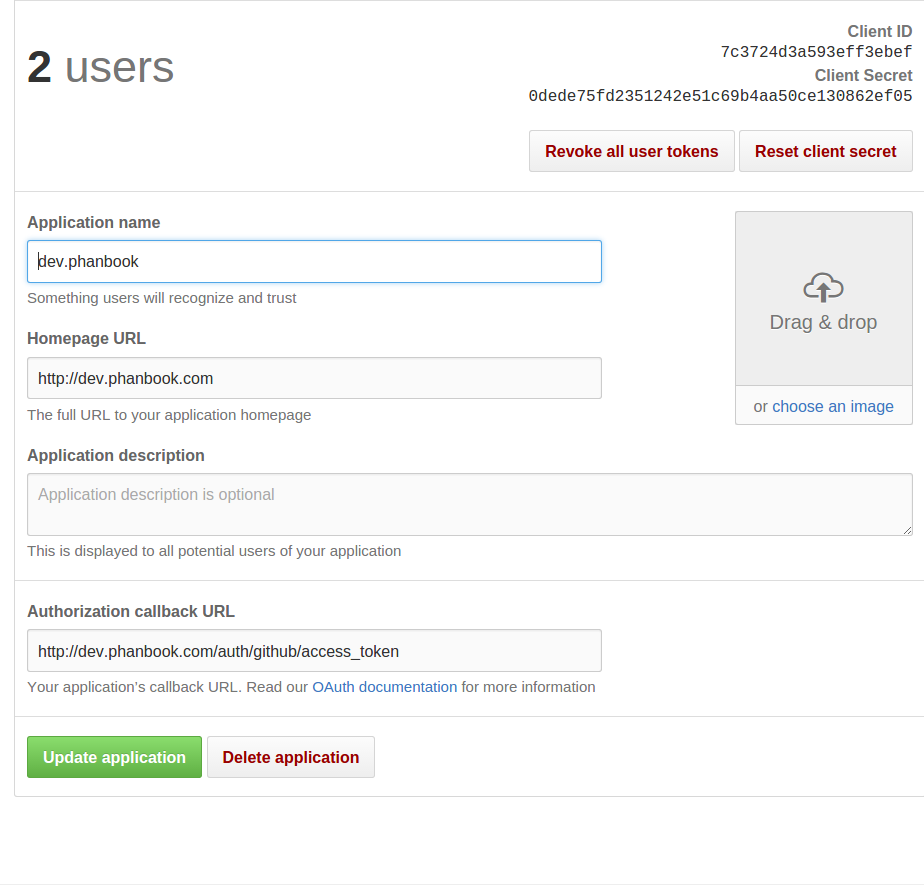 2 users
Client ID
7c3724d3a593eff3ebef
Client Secret
0dede75fd2351242e51c69b4aa50ce130862ef05
Revoke all user tokens
Reset client secret
Application name
dev.phanbook
Something users will recognize and trust
Drag & drop
or choose an image
Homepage URL
http://dev.phanbook.com
The full URL to your application homepage
Application description
Application description is optional
This is displayed to all potential users of your application
Authorization callback URL
http://dev.phanbook.com/auth/github/access_token
Your application's callback URL. Read our OAuth documentation for more information
Update application
Delete application